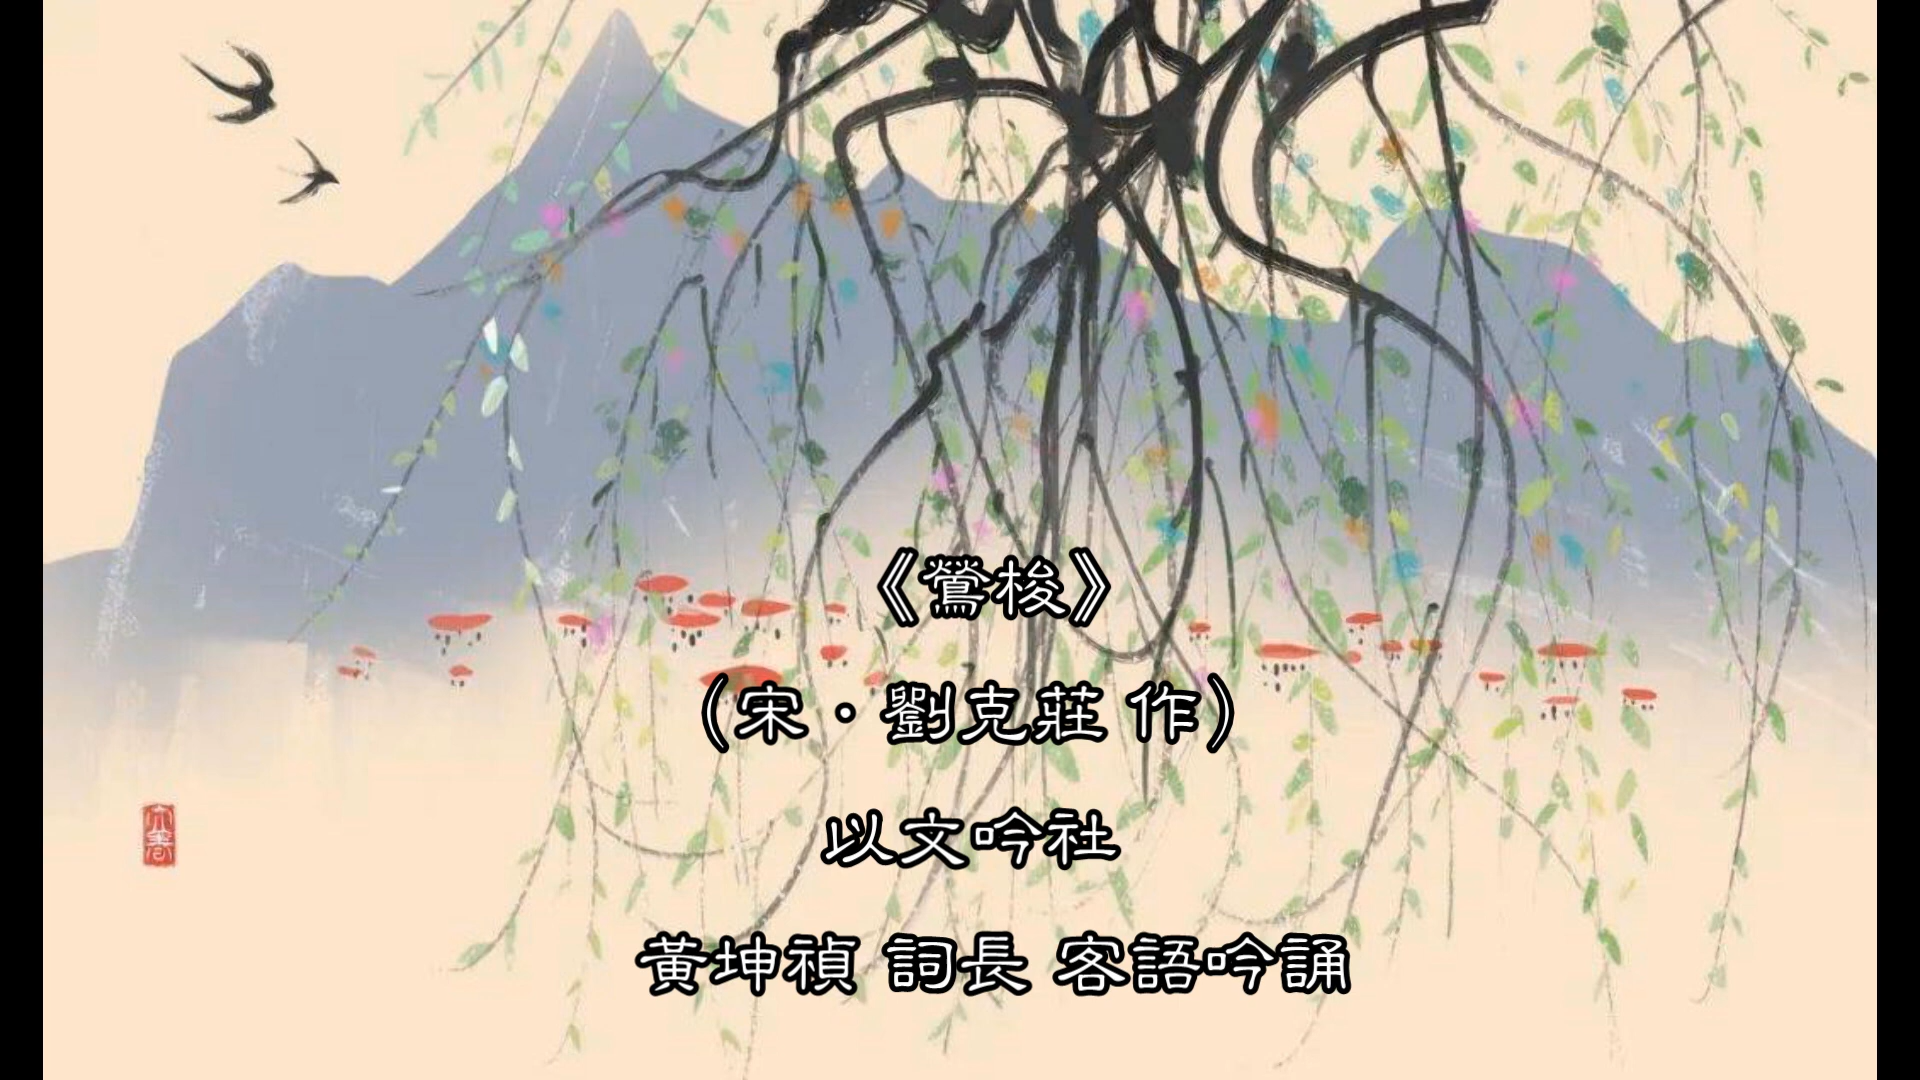 《鶯梭》
（宋・劉克莊 作）
以文吟社
黃坤禎 詞長 客語吟誦